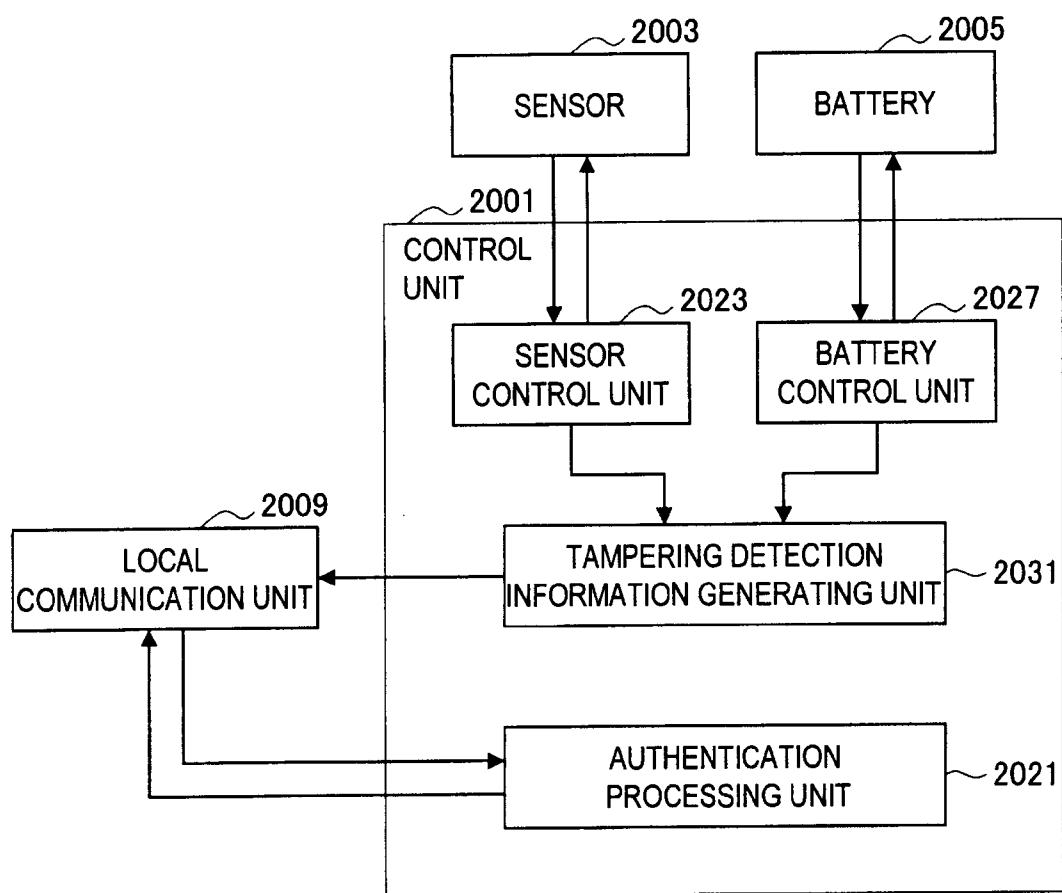 2003
2005
SENSOR
BATTERY
2001
CONTROL
UNIT
2023
2027
SENSOR
CONTROL UNIT
BATTERY
CONTROL UNIT
2009
LOCAL
COMMUNICATION UNIT
TAMPERING DETECTION
INFORMATION GENERATING UNIT
2031
AUTHENTICATION
PROCESSING UNIT
2021